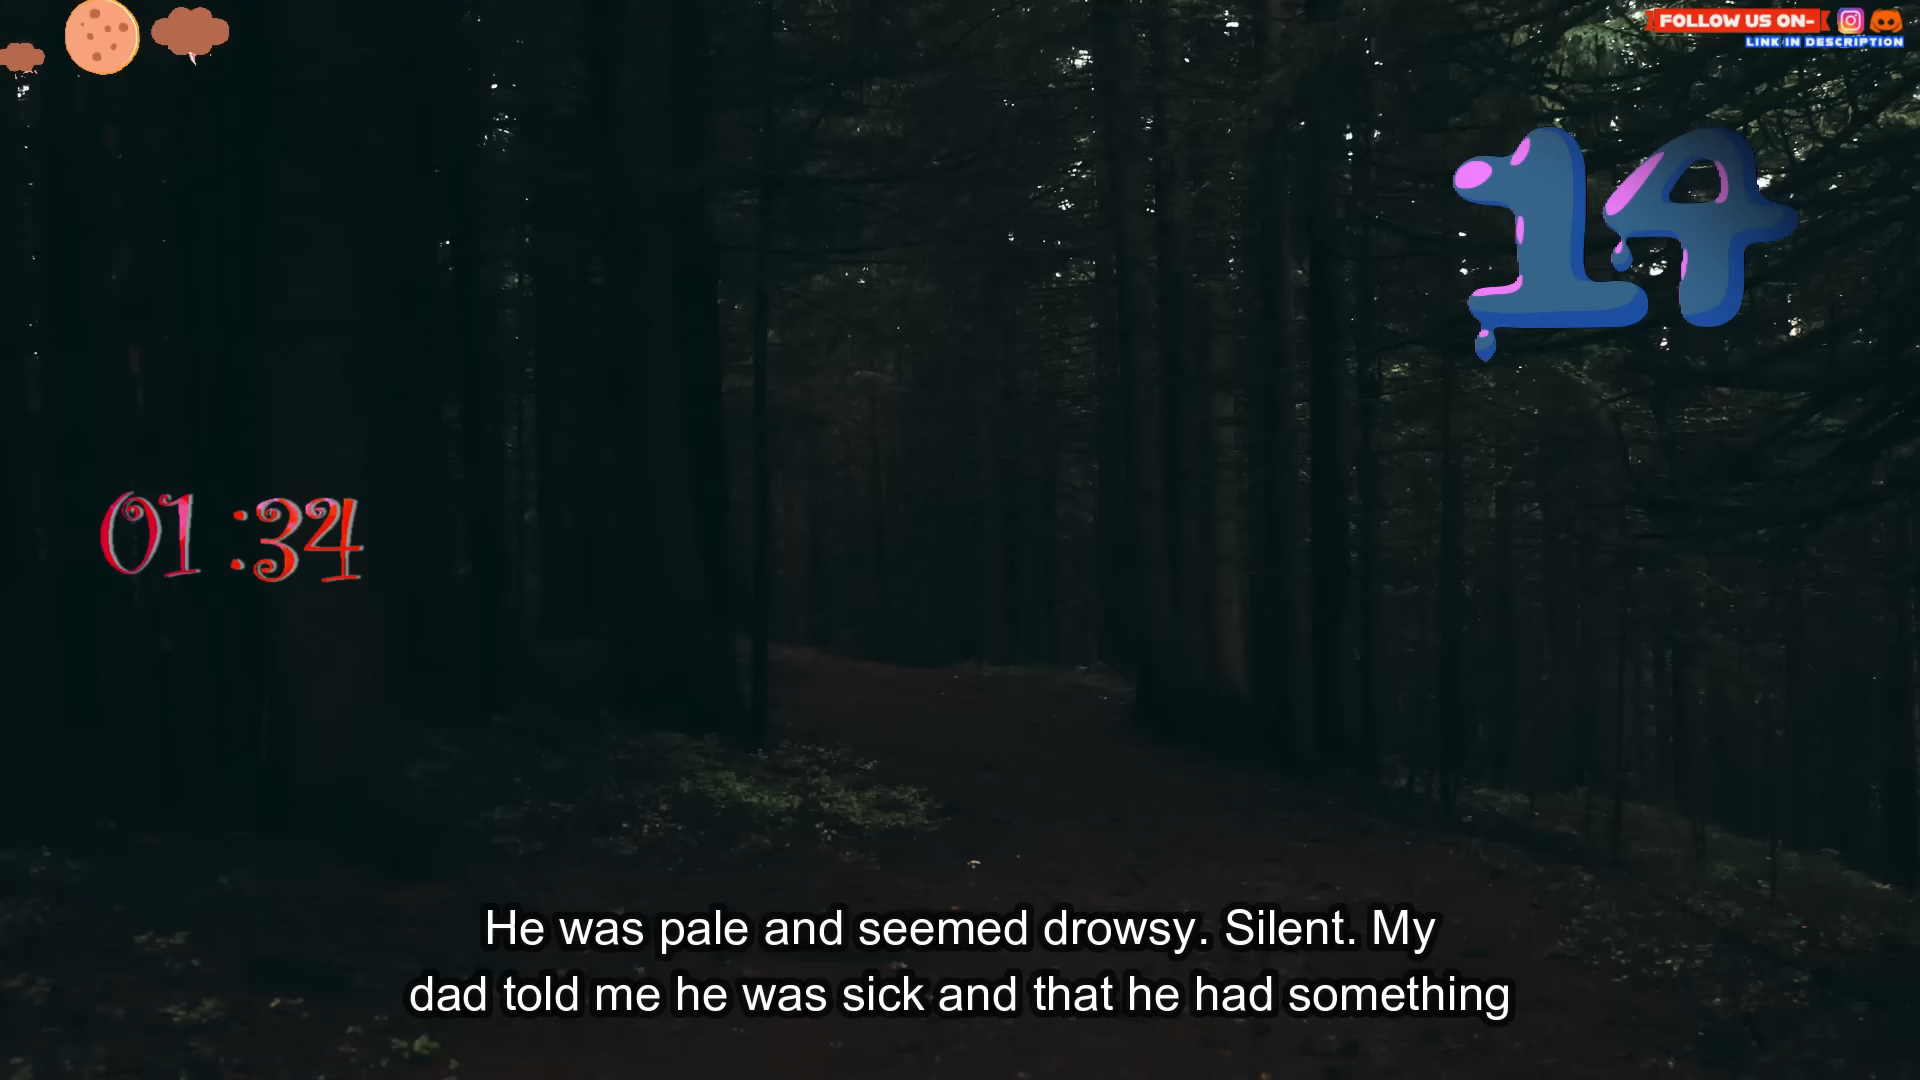 FOLLOW US ON-
LINK IN DESCRIPTION
14
01:34
He was pale and seemed drowsy. Silent. My
dad told me he was sick and that he had something